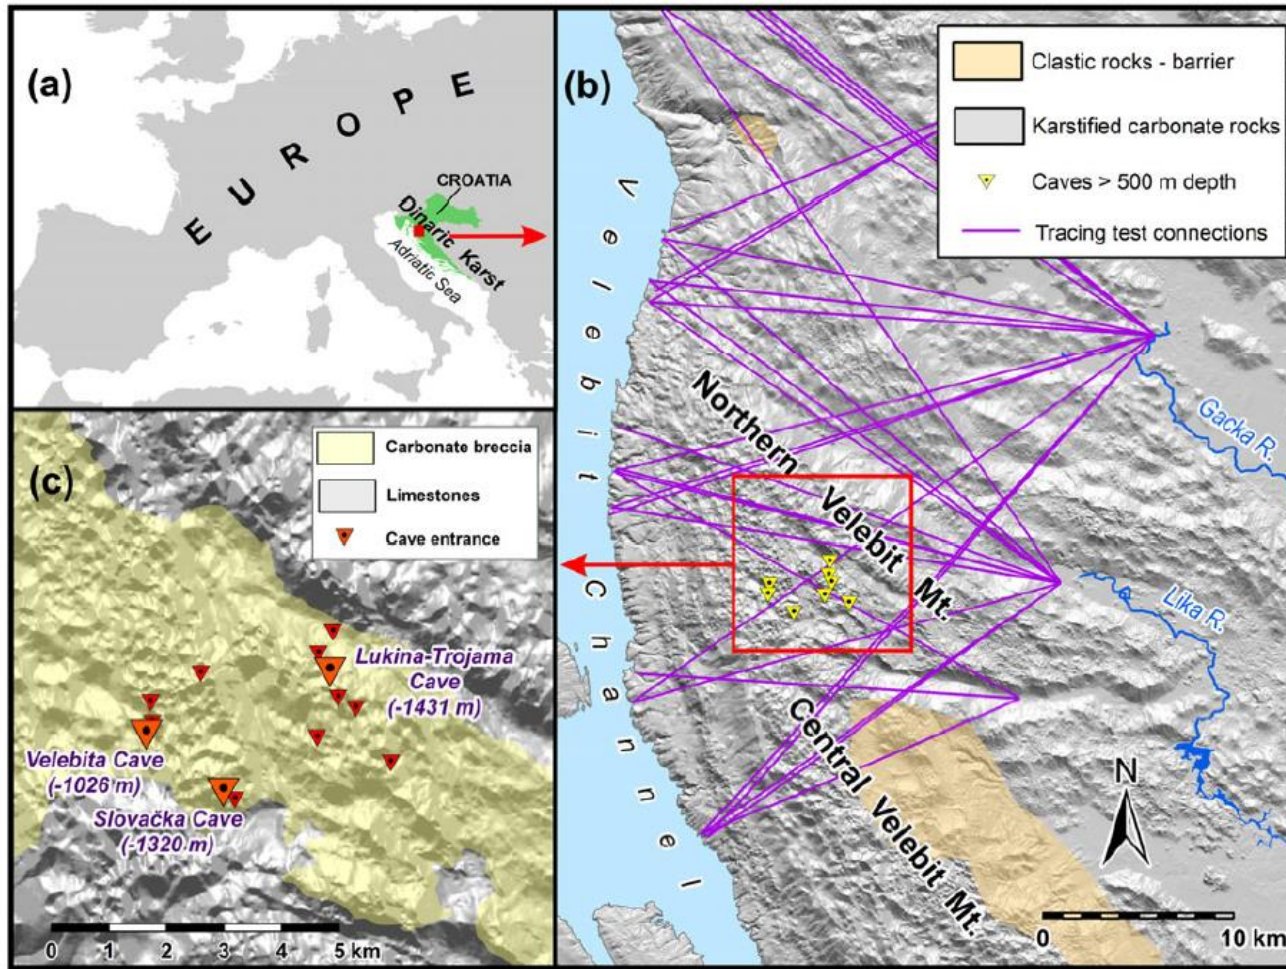 (a)
E U R O P E
CROATIA
Dinaric Karst
Adriatic Sea
(b)
Clastic rocks - barrier
Karstified carbonate rocks
Caves > 500 m depth
Tracing test connections
Velebit Channel
Northern Velebit Mt.
Central Velebit Mt.
Gacka R.
Lika R.
N
0 10 km
(c)
Carbonate breccia
Limestones
Cave entrance
Lukina-Trojama
Cave
(-1431 m)
Velebita Cave
(-1026 m)
Slovačka Cave
(-1320 m)
0 1 2 3 4 5 km